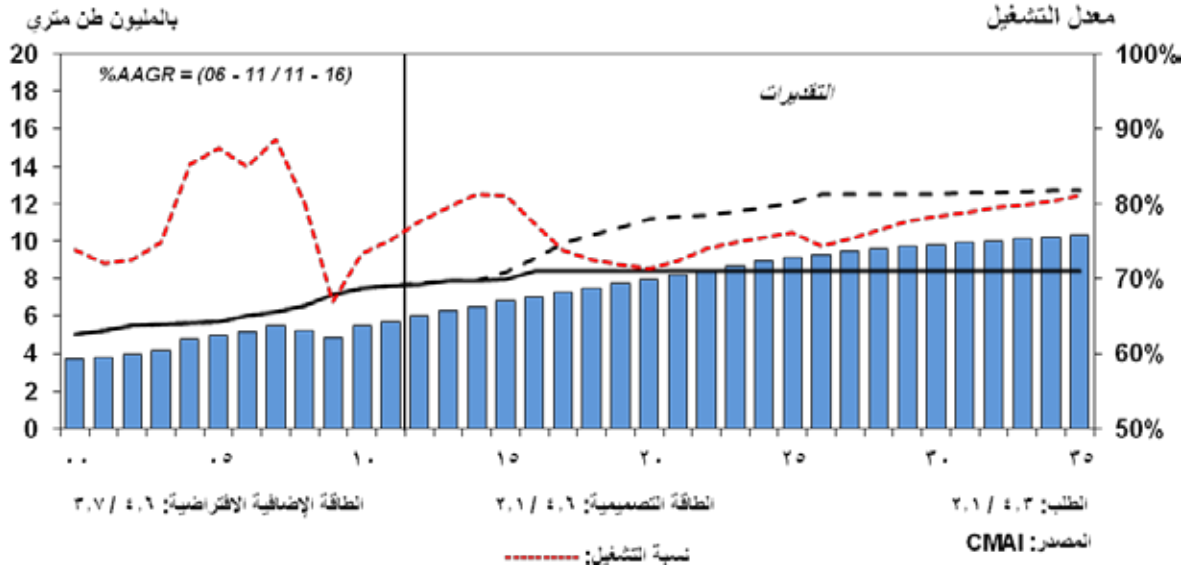 معدل التشغيل
بالمليون طن متري
%AAGR = (06 - 11 / 11 - 16)
التقديرات
20
18
16
14
12
10
8
6
4
2
0
100%
90%
80%
70%
60%
50%
٠٠ ٠٥ ١٠ ١٥ ٢٠ ٢٥ ٣٠ ٣٥
الطلب: ٤.٣ / ٢.١
الطاقة التصميمية: ٤.٦ / ٢.١
الطاقة الإضافية الافتراضية: ٤.٦ / ٣.٧
المصدر: CMAI
نسبة التشغيل: